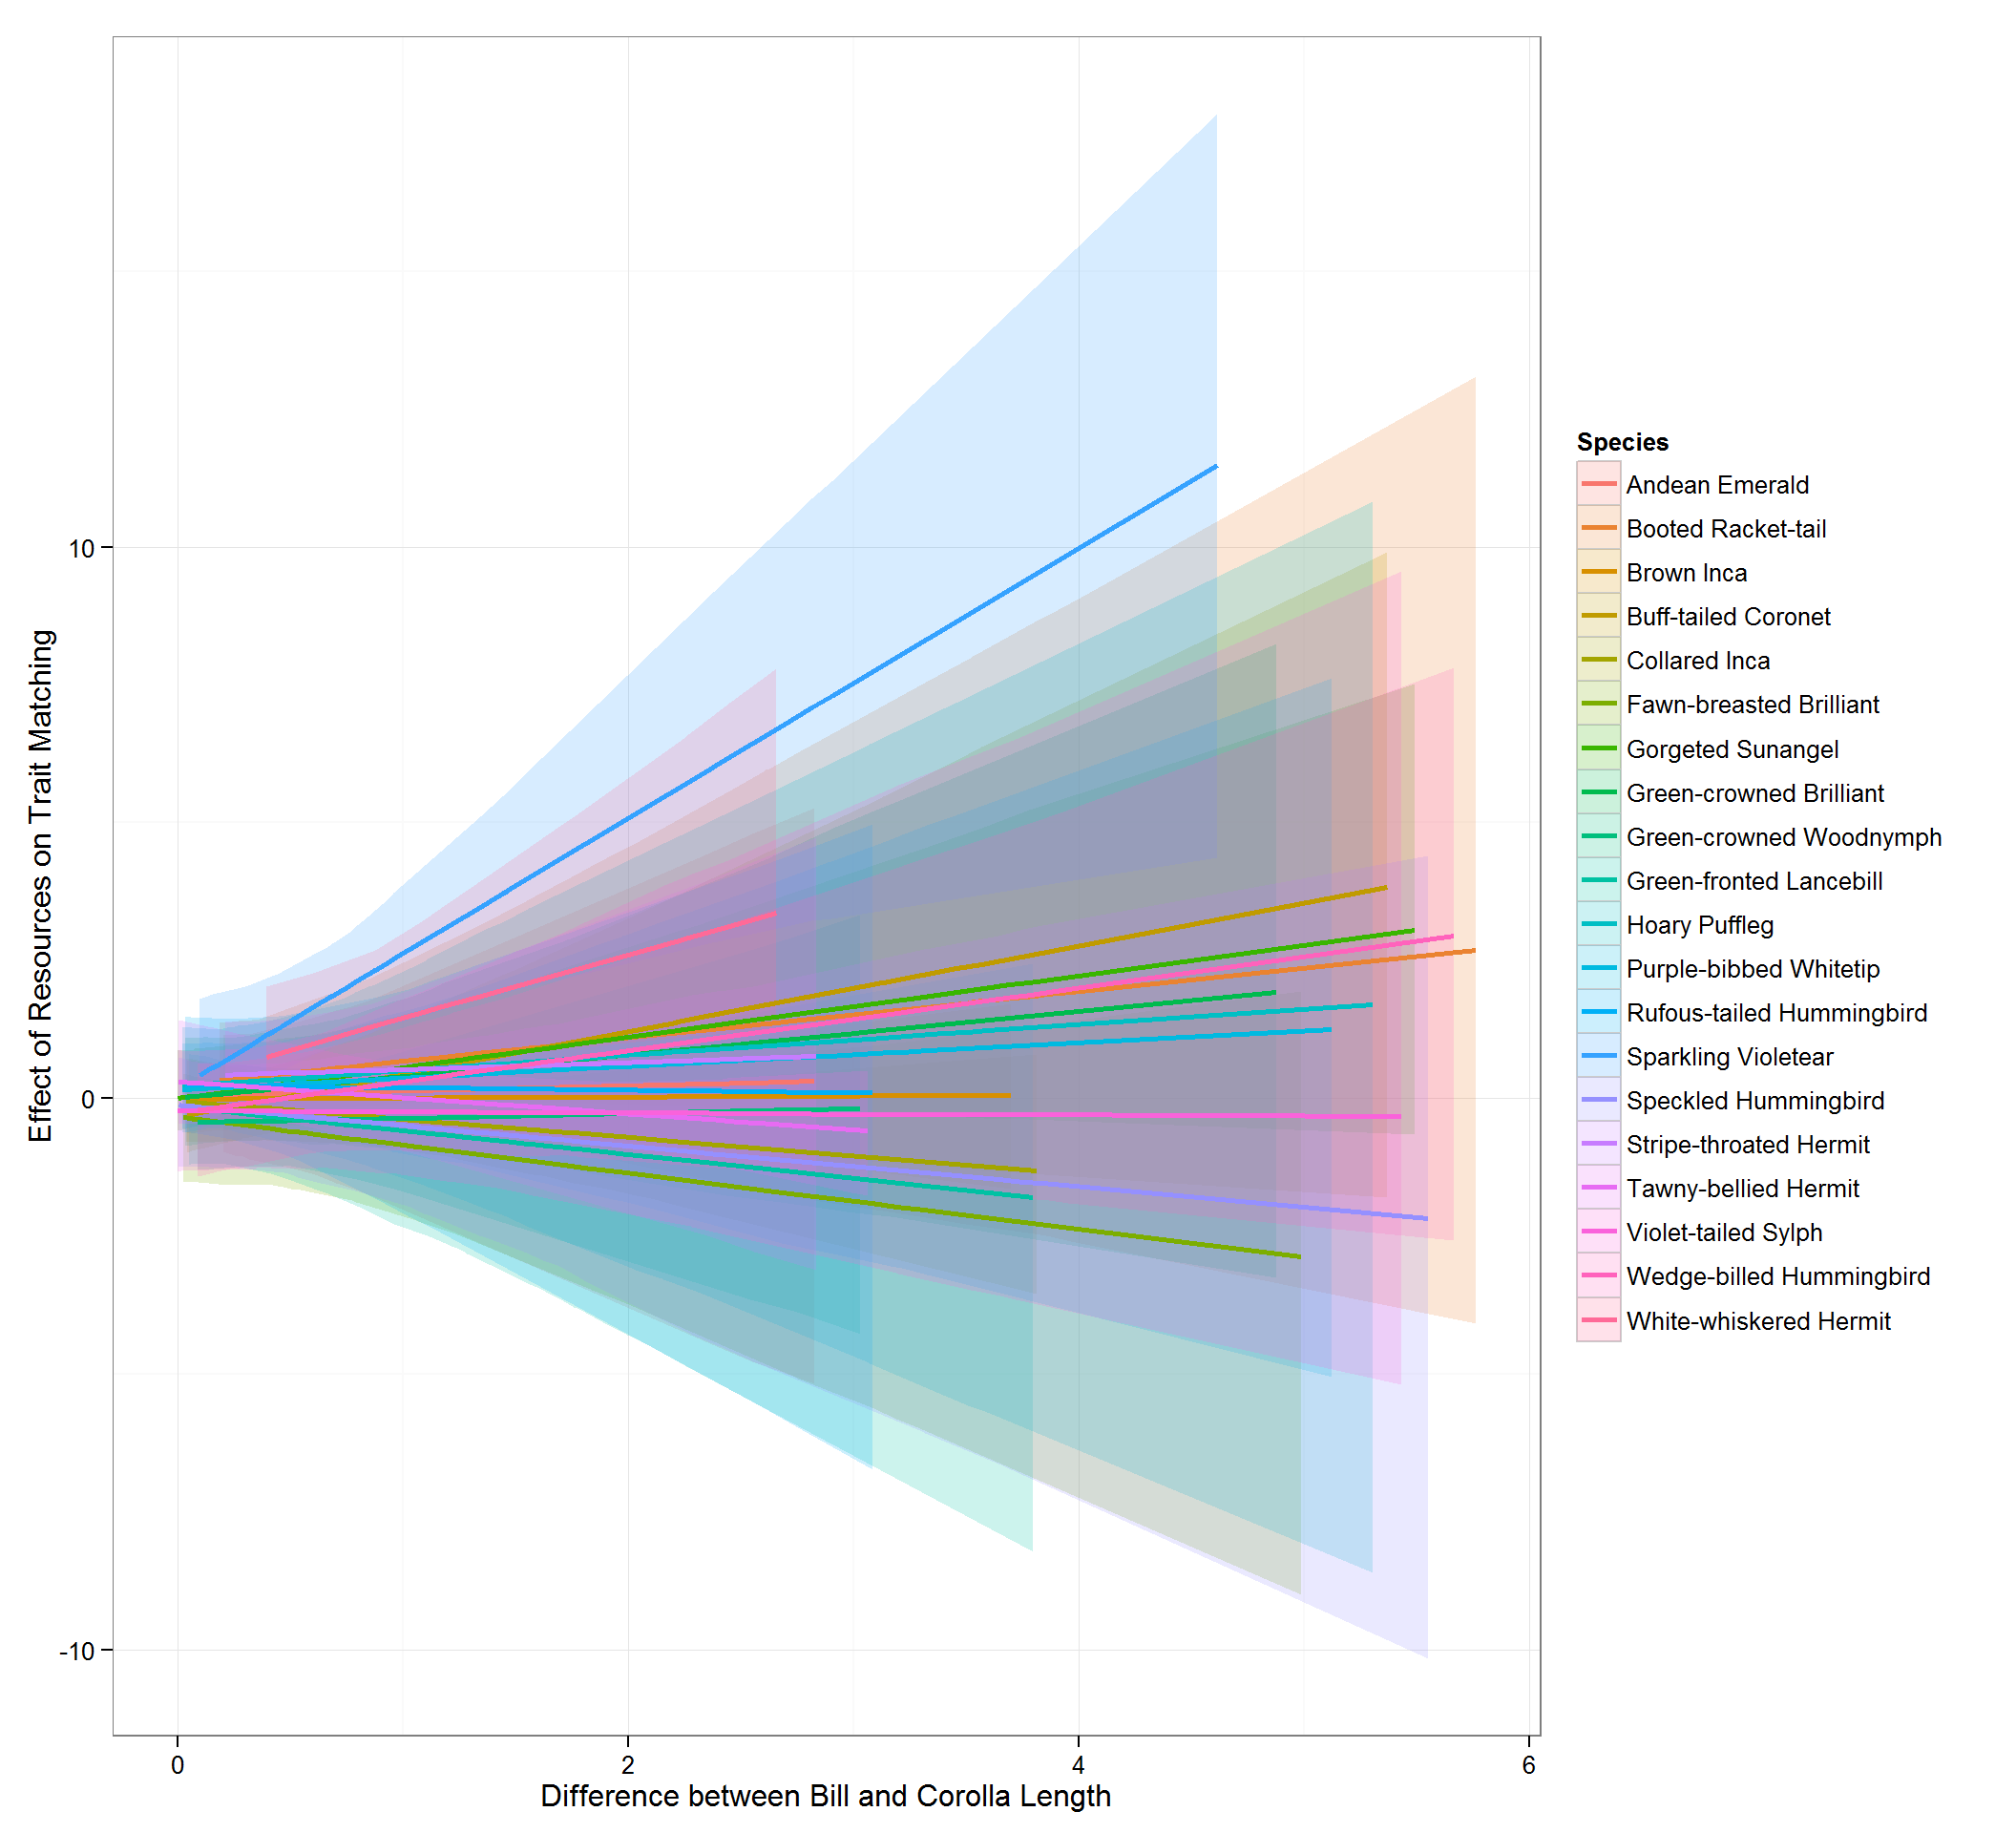 Effect of Resources on Trait Matching
10
0
-10
0 2 4 6
Difference between Bill and Corolla Length
Species
Andean Emerald
Booted Racket-tail
Brown Inca
Buff-tailed Coronet
Collared Inca
Fawn-breasted Brilliant
Gorgeted Sunangel
Green-crowned Brilliant
Green-crowned Woodnymph
Green-fronted Lancebill
Hoary Puffleg
Purple-bibbed Whitetip
Rufous-tailed Hummingbird
Sparkling Violetear
Speckled Hummingbird
Stripe-throated Hermit
Tawny-bellied Hermit
Violet-tailed Sylph
Wedge-billed Hummingbird
White-whiskered Hermit